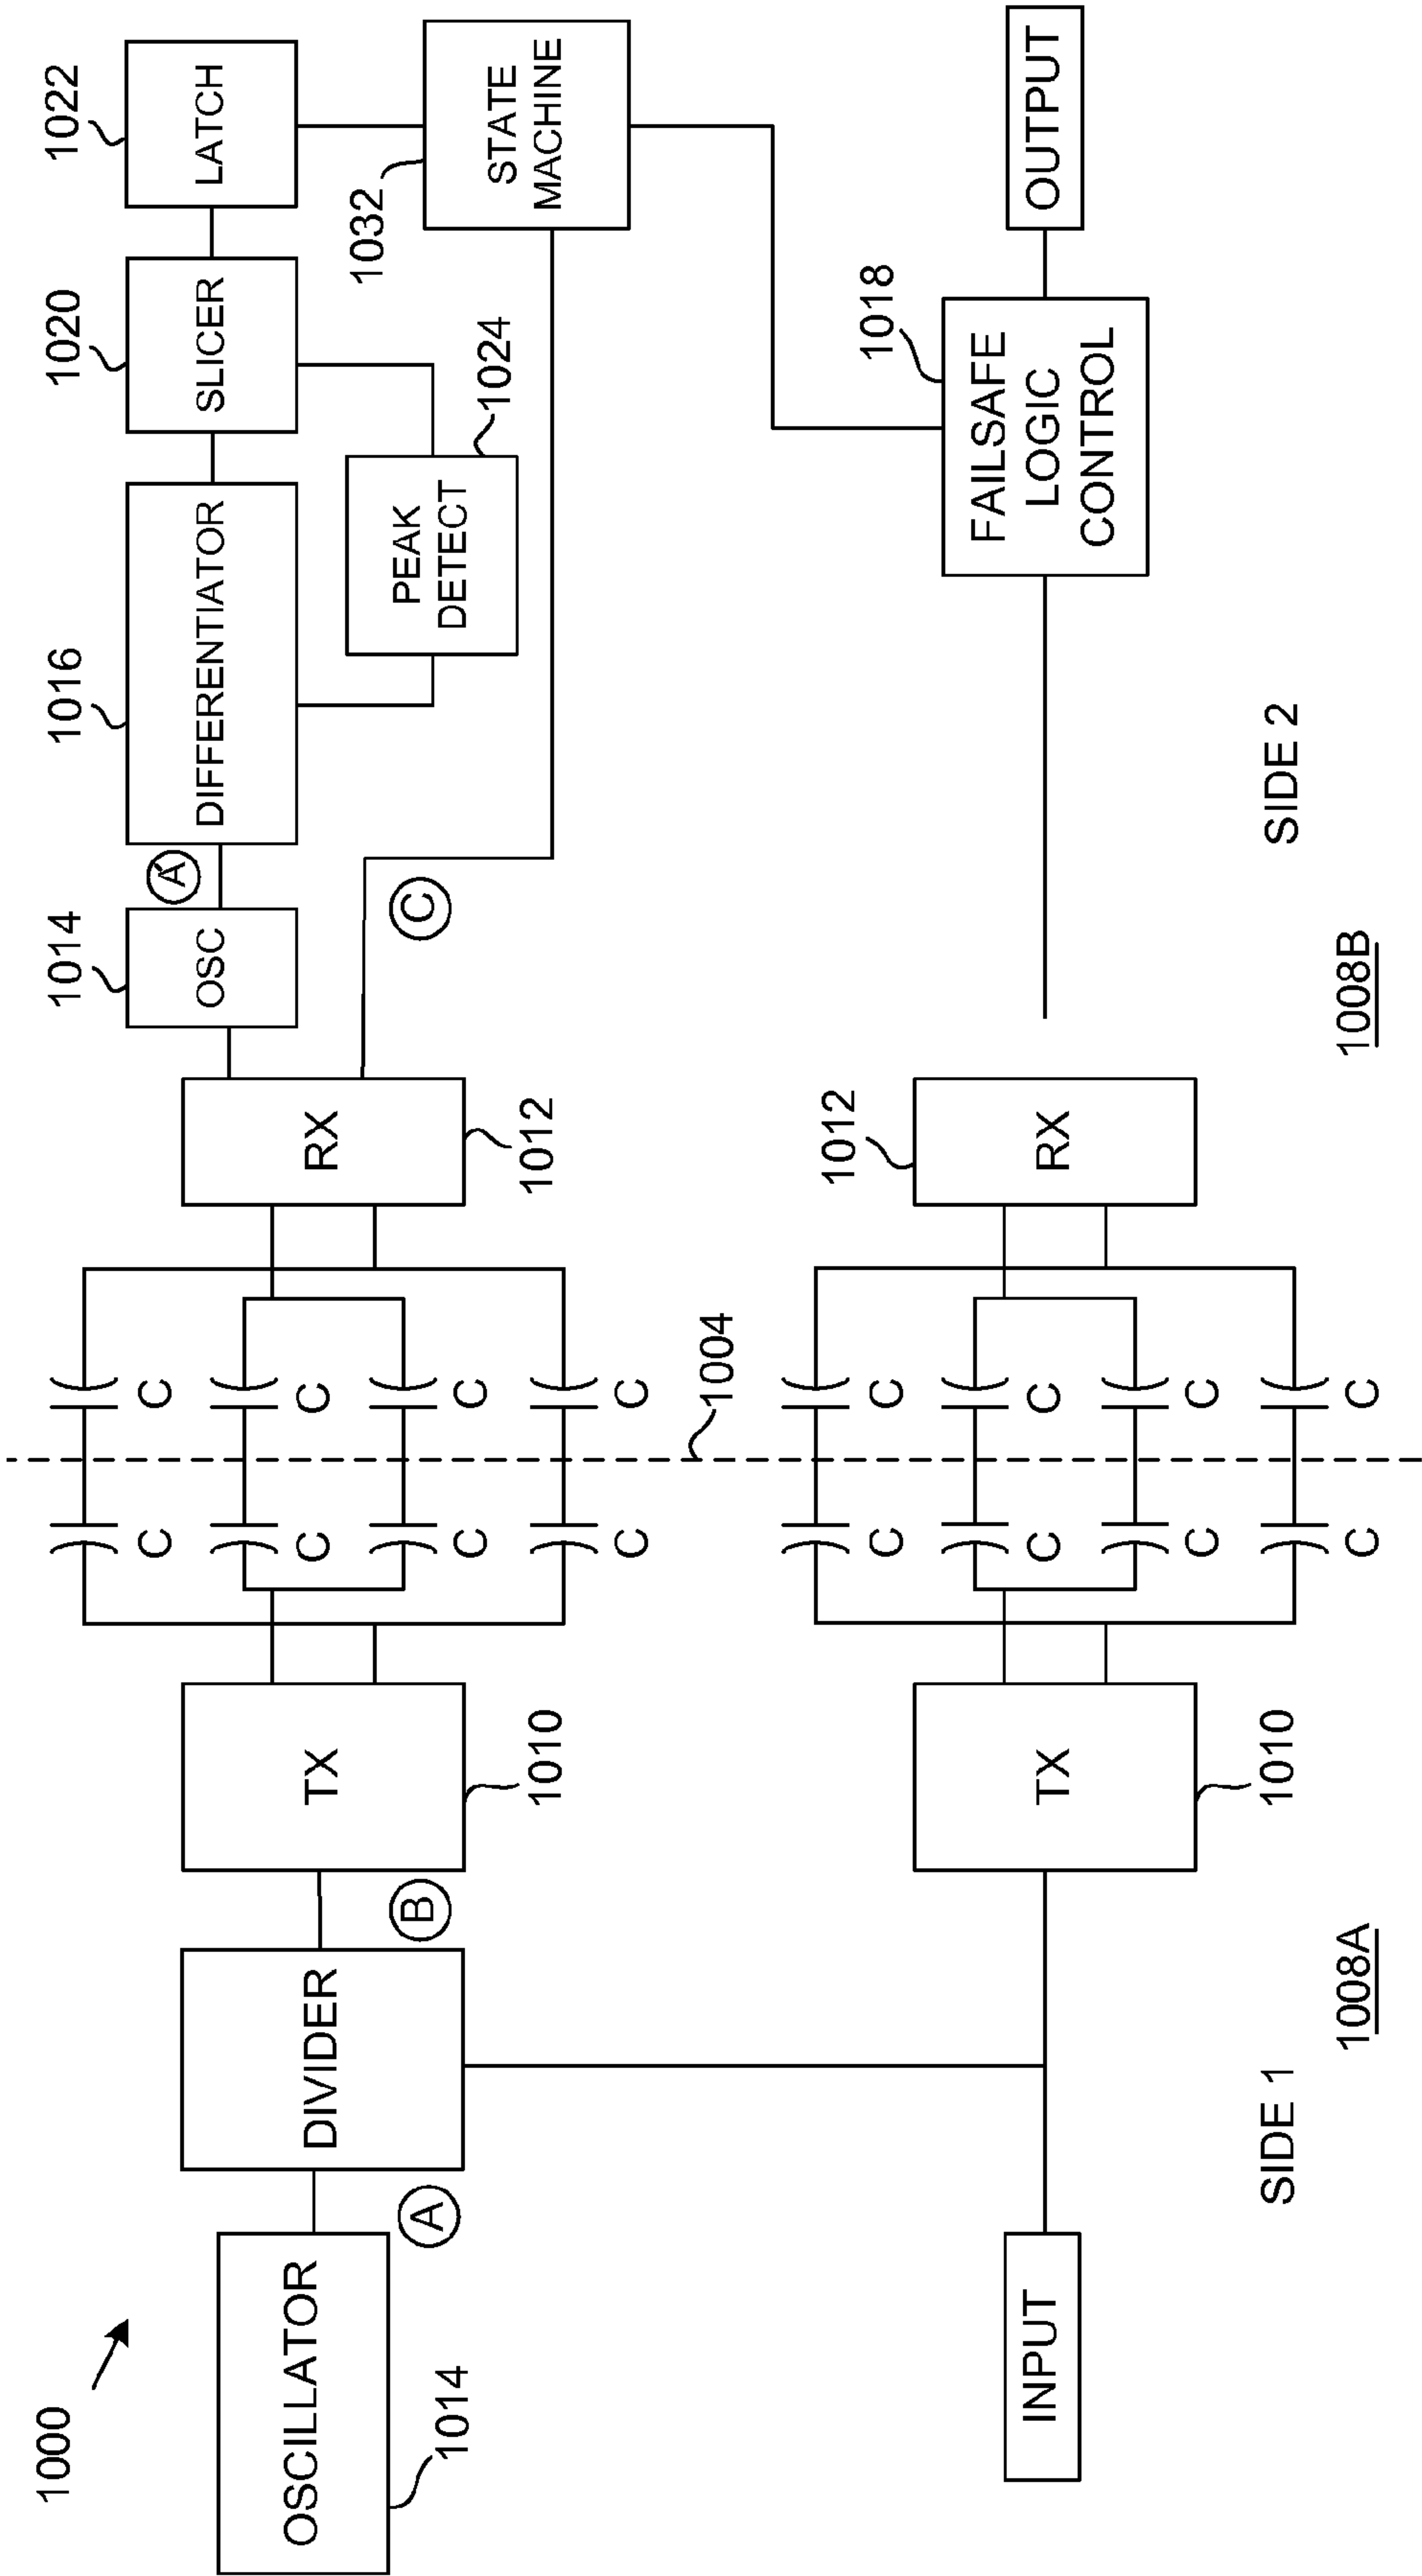 1000
OSCILLATOR
1014
A
DIVIDER
B
TX
1010
C
C
C
C
C
C
C
C
RX
1012
C
1014
OSC
A'
1016
DIFFERENTIATOR
PEAK
DETECT
1024
1020
SLICER
1022
LATCH
1032
STATE
MACHINE
1004
INPUT
TX
1010
C
C
C
C
C
C
C
C
1012
RX
1018
FAILSAFE
LOGIC
CONTROL
OUTPUT
SIDE 1
1008A
SIDE 2
1008B